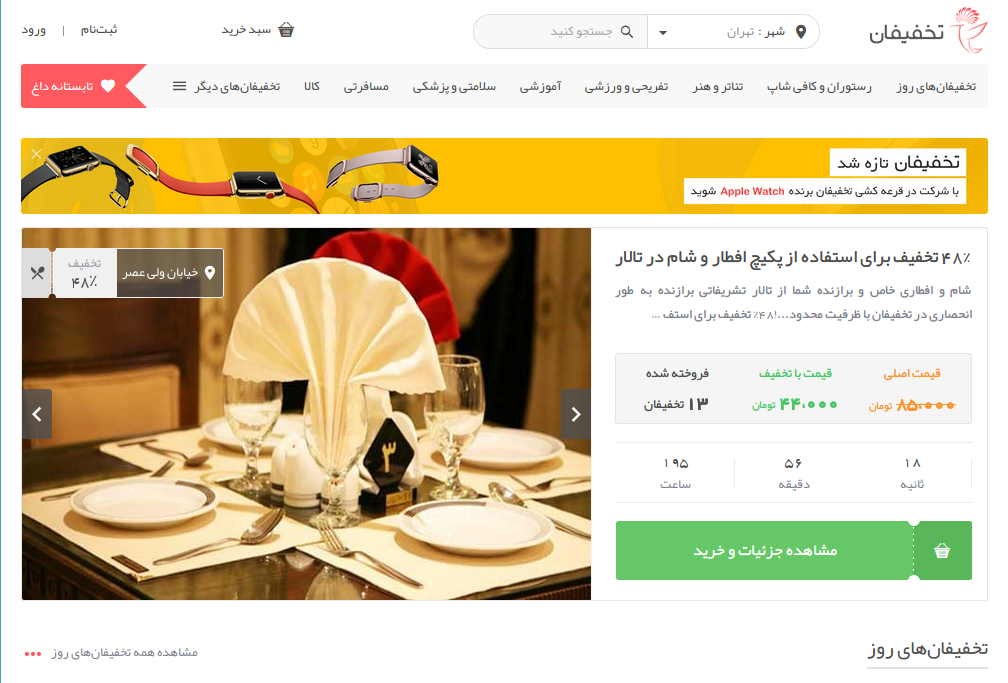 تخفیفان
شهر : تهران
جستجو کنید
سبد خرید
ثبت‌نام | ورود
تخفیفان‌های روز
رستوران و کافی شاپ
تئاتر و هنر
تفریحی و ورزشی
آموزشی
سلامتی و پزشکی
مسافرتی
کالا
تخفیفان‌های دیگر
تابستانه داغ
تخفیفان تازه شد
با شرکت در قرعه کشی تخفیفان برنده Apple Watch شوید
۴۸٪ تخفیف برای استفاده از پکیچ افطار و شام در تالار
شام و افطاری خاص و برازنده شما از تالار تشریفاتی برازنده به طور
انحصاری در تخفیفان با ظرفیت محدود...!۴۸٪ تخفیف برای استف ...
خیابان ولی عصر
تخفیف
۴۸٪
۳
قیمت اصلی
۸۵,۰۰۰ تومان
قیمت با تخفیف
۴۴,۰۰۰ تومان
فروخته شده
۱۳ تخفیفان
۱۸
ثانیه
۵۶
دقیقه
۱۹۵
ساعت
مشاهده جزئیات و خرید
تخفیفان‌های روز
مشاهده همه تخفیفان‌های روز